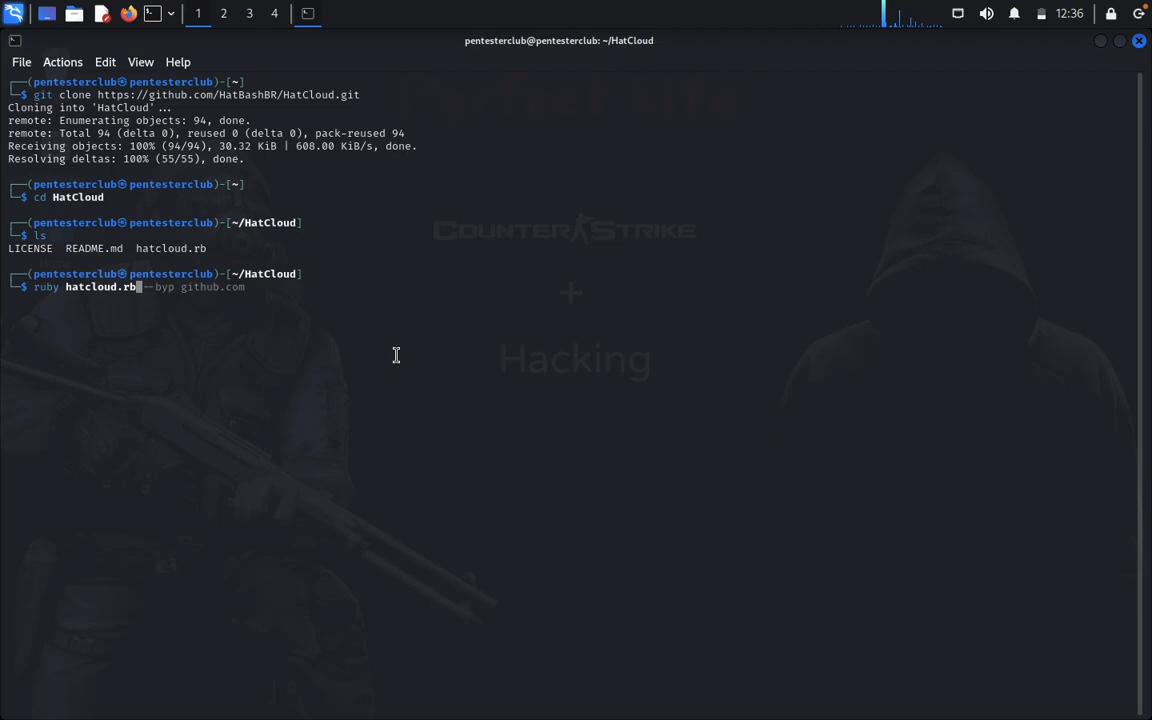 1 2 3 4 12:36
pentesterclub@pentesterclub: ~/HatCloud
File Actions Edit View Help
┌──(pentesterclub㉿pentesterclub)-[~]
└─$ git clone https://github.com/HatBashBR/HatCloud.git
Cloning into 'HatCloud'...
remote: Enumerating objects: 94, done.
remote: Total 94 (delta 0), reused 0 (delta 0), pack-reused 94
Receiving objects: 100% (94/94), 30.32 KiB | 608.00 KiB/s, done.
Resolving deltas: 100% (55/55), done.
┌──(pentesterclub㉿pentesterclub)-[~]
└─$ cd HatCloud
┌──(pentesterclub㉿pentesterclub)-[~/HatCloud]
└─$ ls
LICENSE README.md hatcloud.rb
┌──(pentesterclub㉿pentesterclub)-[~/HatCloud]
└─$ ruby hatcloud.rb --byp github.com
COUNTER STRIKE
+
Hacking